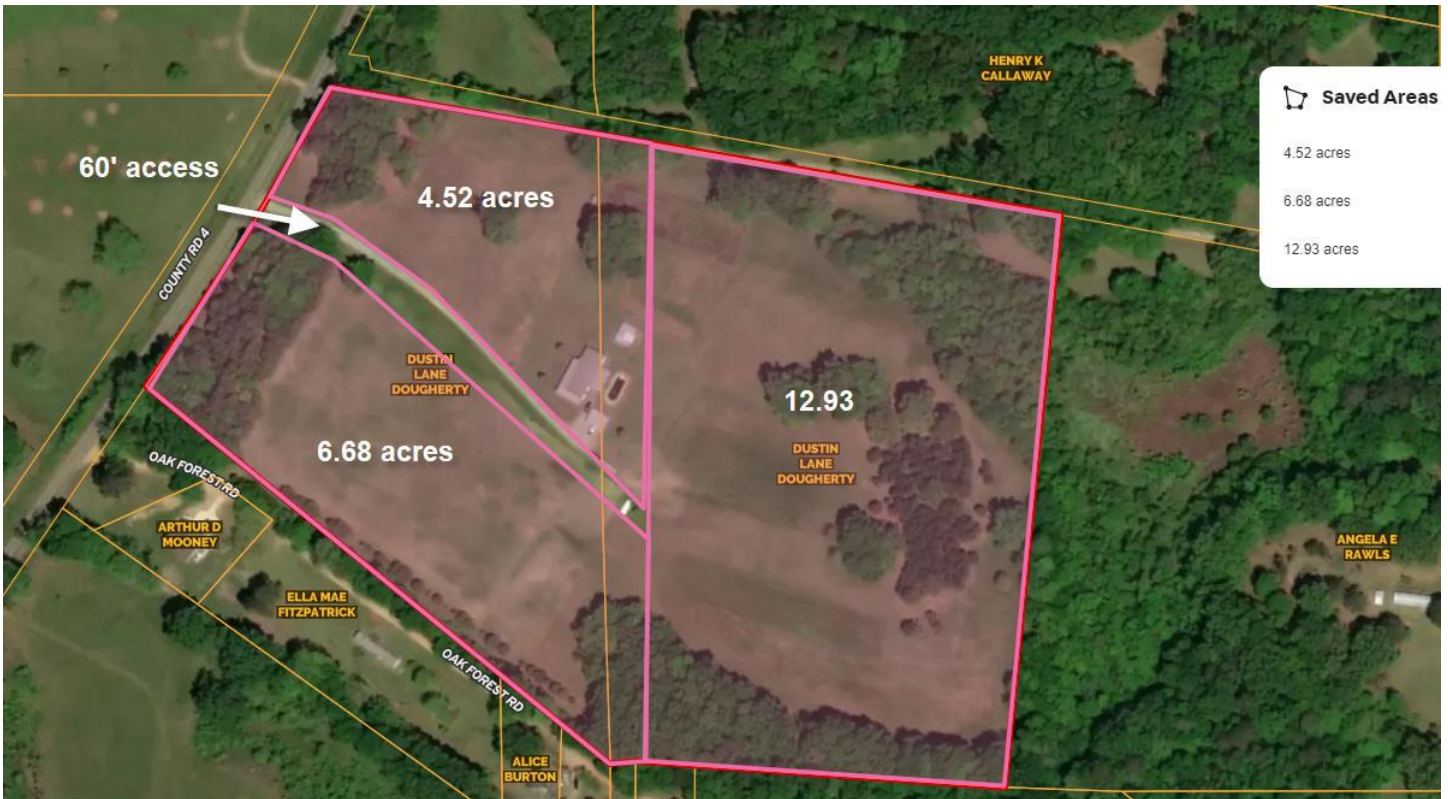 HENRY K
CALLAWAY
Saved Areas
4.52 acres
6.68 acres
12.93 acres
60' access
4.52 acres
COUNTY RD 4
DUSTIN
LANE
DOUGHERTY
12.93
6.68 acres
DUSTIN
LANE
DOUGHERTY
OAK FOREST RD
ARTHUR D
MOONEY
ANGELA E
RAWLS
ELLA MAE
FITZPATRICK
OAK FOREST RD
ALICE
BURTON